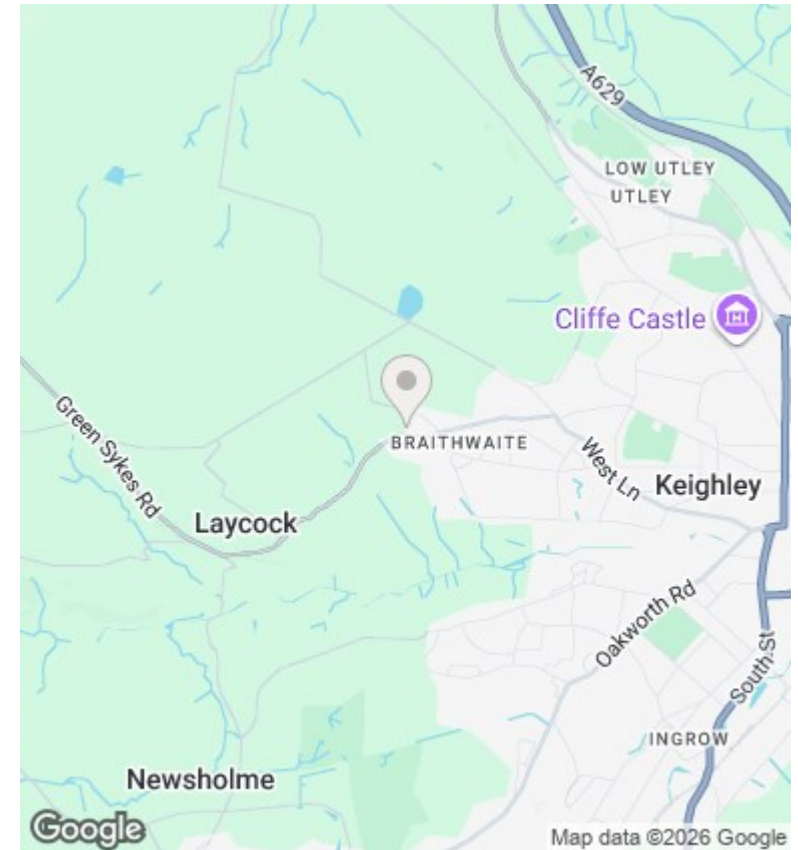 A629
LOW UTLEY
UTLEY
Cliffe Castle
BRAITHWAITE
Green Sykes Rd
West Ln
Keighley
Laycock
Oakworth Rd
South St
INGROW
Newsholme
Google
Map data ©2026 Google